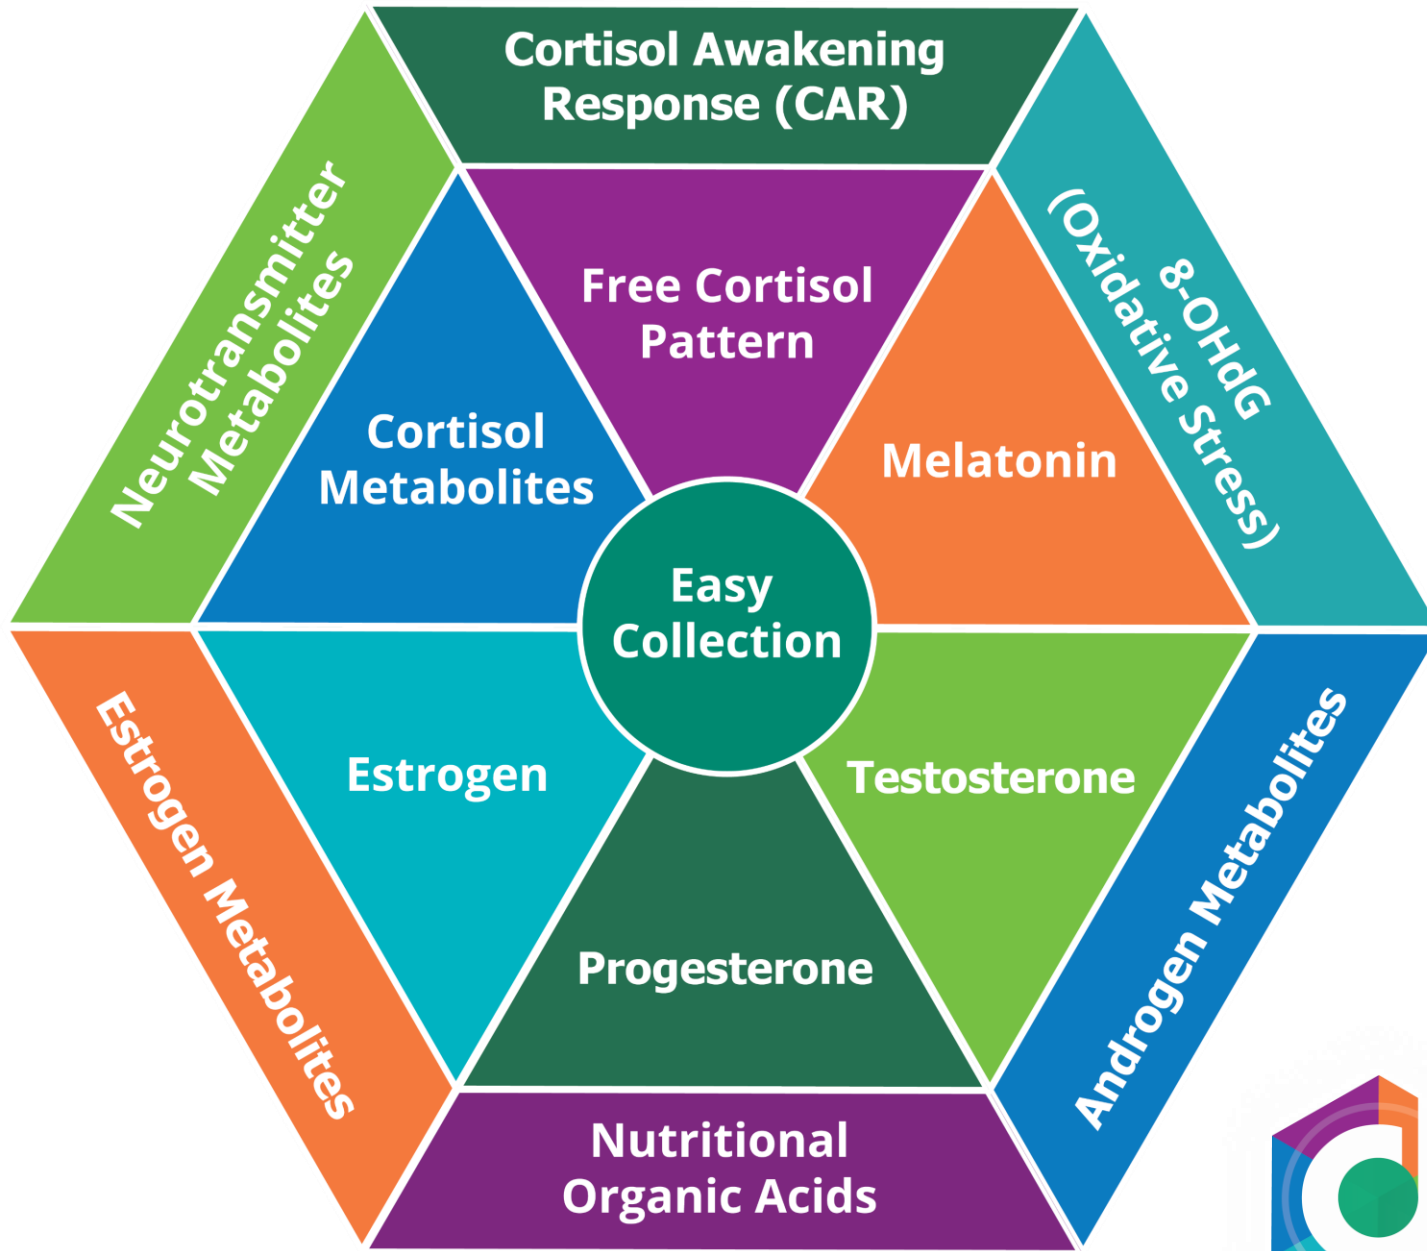 Cortisol Awakening
Response (CAR)
Neurotransmitter
Metabolites
Free Cortisol
Pattern
8-OHdG
(Oxidative Stress)
Cortisol
Metabolites
Melatonin
Easy
Collection
Estrogen Metabolites
Estrogen
Testosterone
Androgen Metabolites
Progesterone
Nutritional
Organic Acids